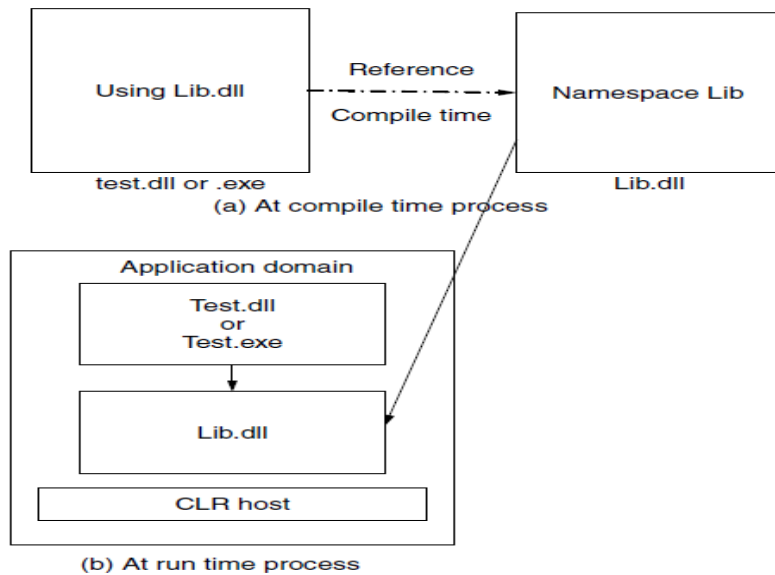 Using Lib.dll
Reference
Compile time
Namespace Lib
test.dll or .exe
Lib.dll
(a) At compile time process
Application domain
Test.dll
or
Test.exe
Lib.dll
CLR host
(b) At run time process